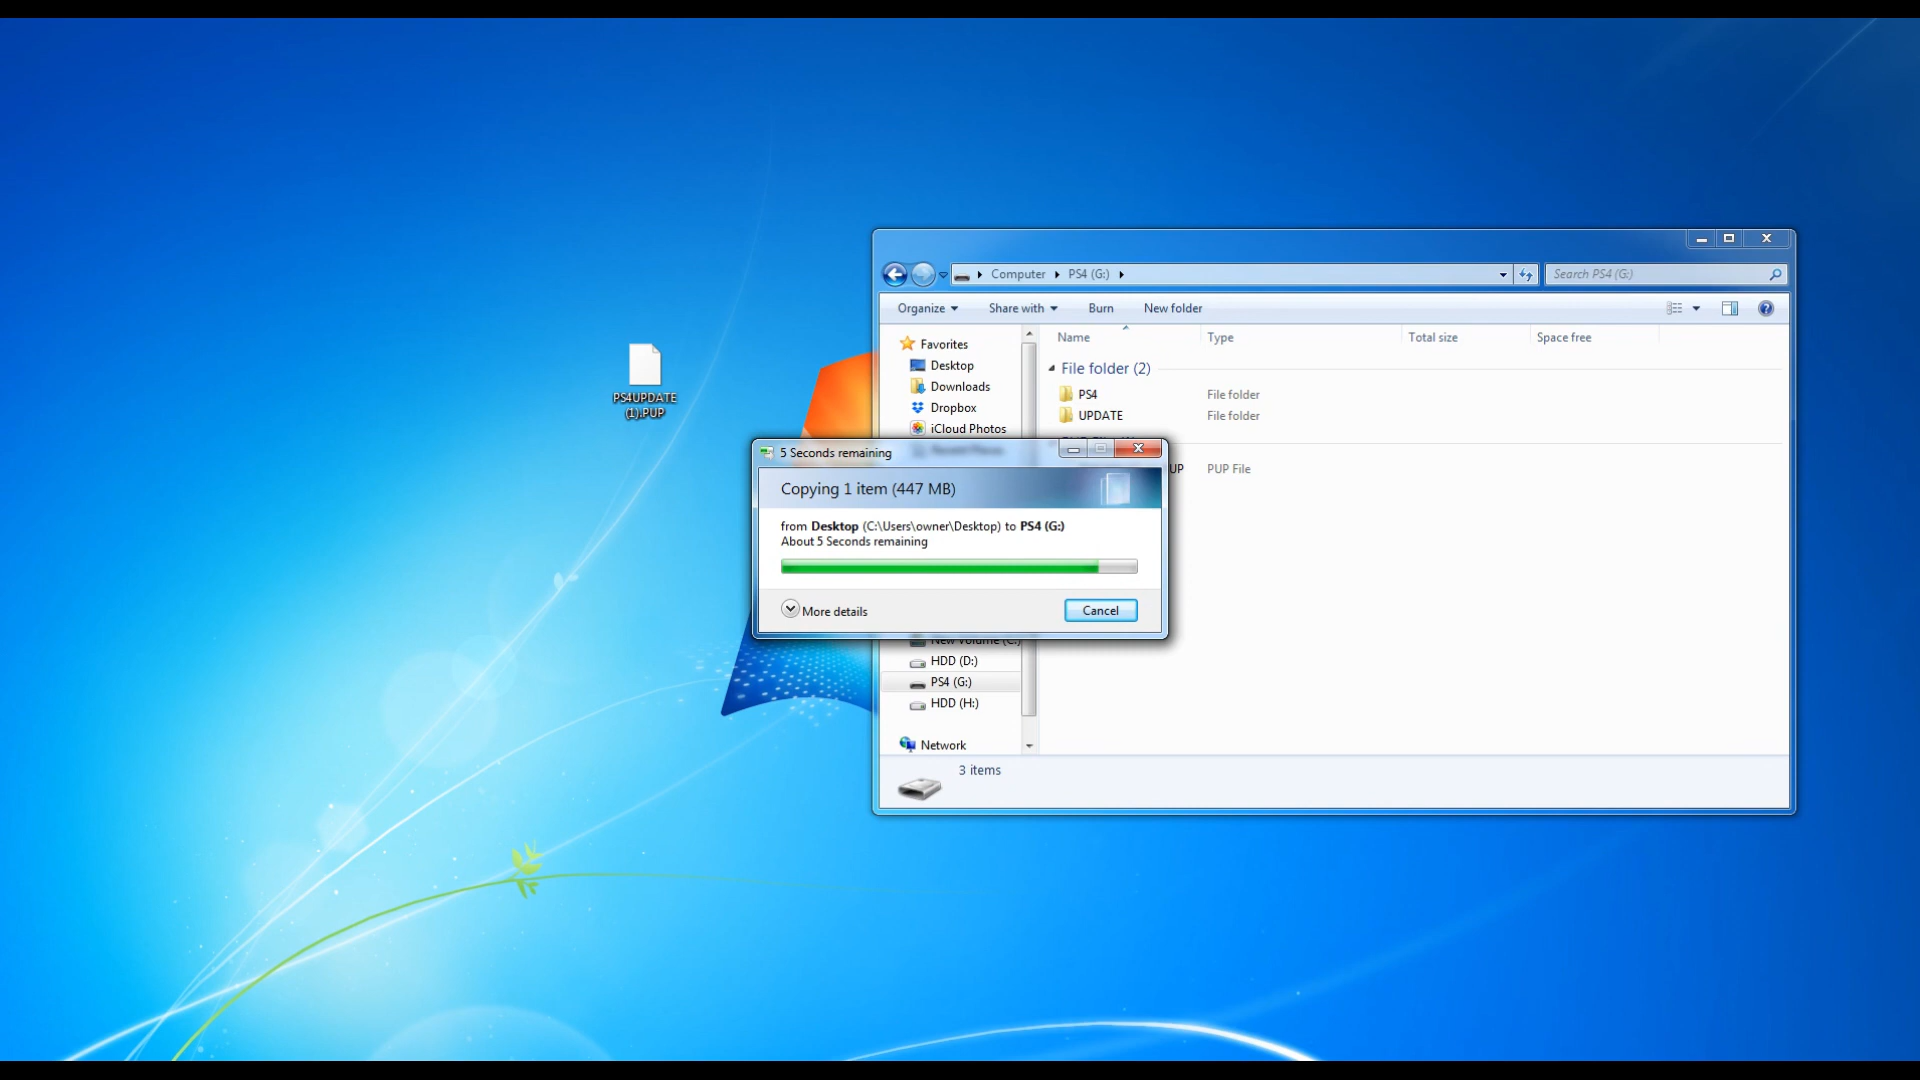 PS4UPDATE
(1).PUP
Computer
PS4 (G:)
Search PS4 (G:)
Organize
Share with
Burn
New folder
Favorites
Desktop
Downloads
Dropbox
iCloud Photos
HDD (D:)
PS4 (G:)
HDD (H:)
Network
Name
Type
Total size
Space free
File folder (2)
PS4
File folder
UPDATE
File folder
UP
PUP File
3 items
5 Seconds remaining
Copying 1 item (447 MB)
from Desktop (C:\Users\owner\Desktop) to PS4 (G:)
About 5 Seconds remaining
More details
Cancel